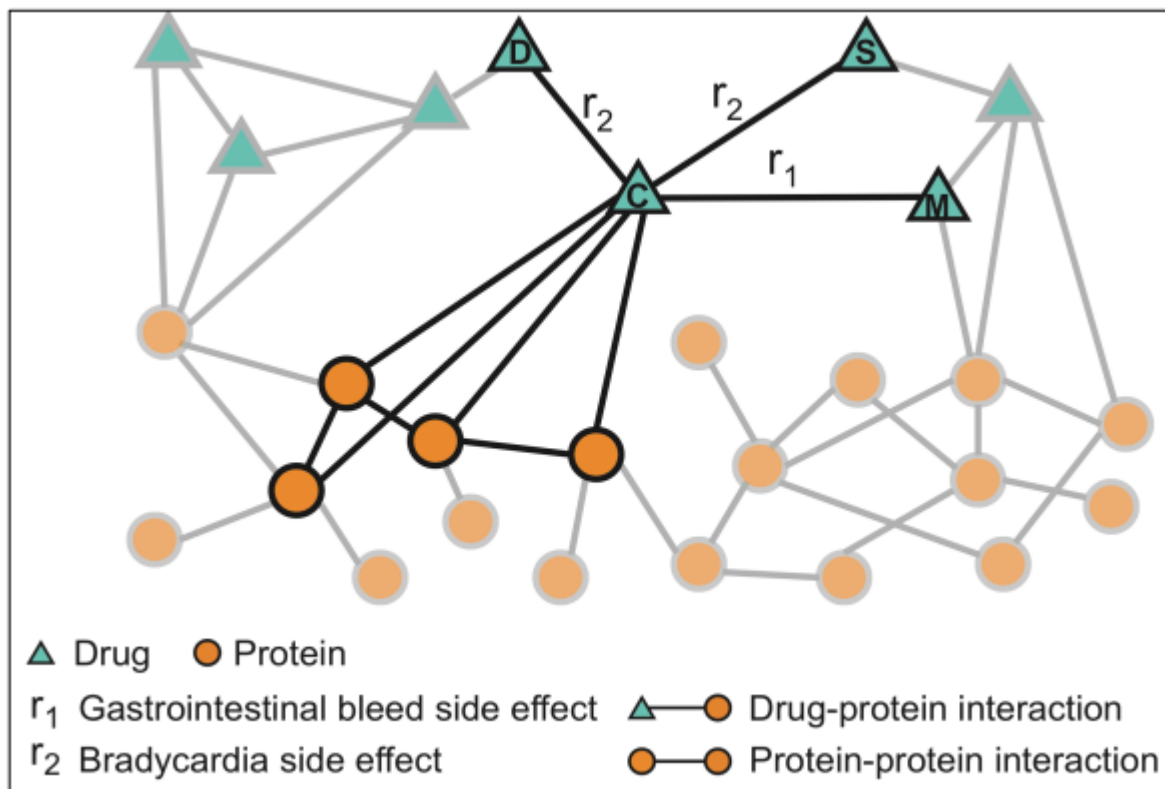 D
S
r2
r2
r1
C
M
Drug
Protein
r1 Gastrointestinal bleed side effect
Drug-protein interaction
r2 Bradycardia side effect
Protein-protein interaction